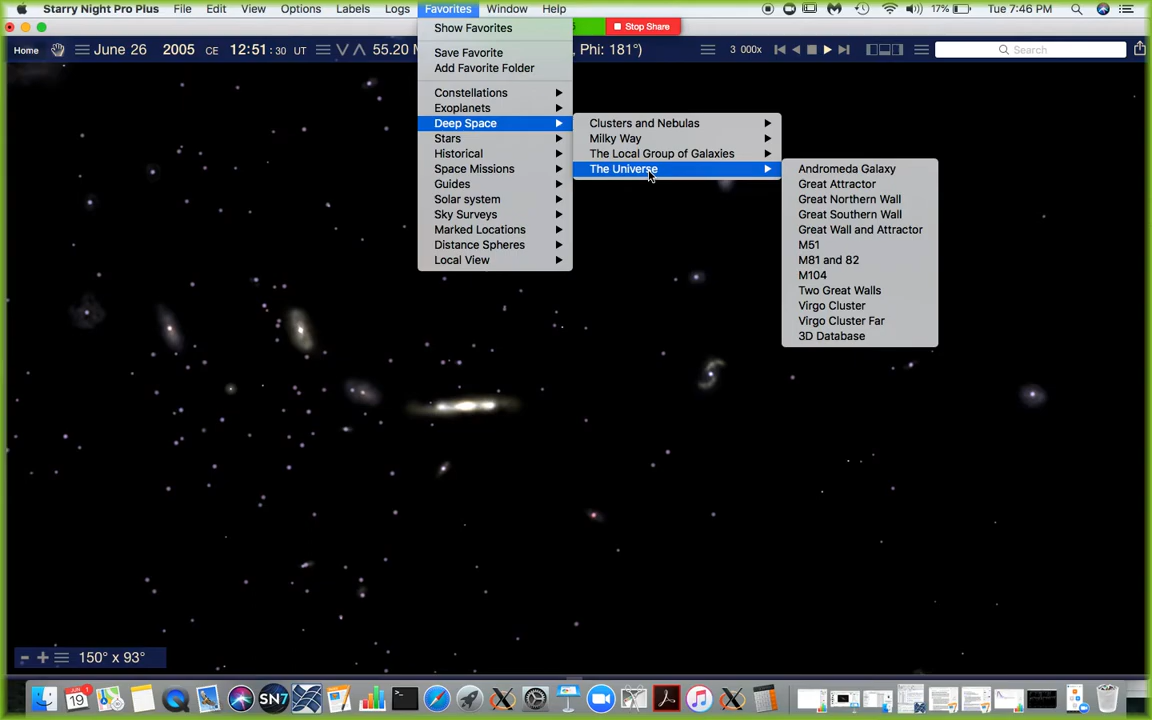 Starry Night Pro Plus File Edit View Options Labels Logs Favorites Window Help 17% Tue 7:46 PM
Stop Share
Home June 26 2005 CE 12:51:30 UT 55.20 M , Phi: 181°) 3 000x Search
Show Favorites
Save Favorite
Add Favorite Folder
Constellations
Exoplanets
Deep Space
Stars
Historical
Space Missions
Guides
Solar system
Sky Surveys
Marked Locations
Distance Spheres
Local View
Clusters and Nebulas
Milky Way
The Local Group of Galaxies
The Universe
Andromeda Galaxy
Great Attractor
Great Northern Wall
Great Southern Wall
Great Wall and Attractor
M51
M81 and 82
M104
Two Great Walls
Virgo Cluster
Virgo Cluster Far
3D Database
150° x 93°
JUN 19 1 SN7